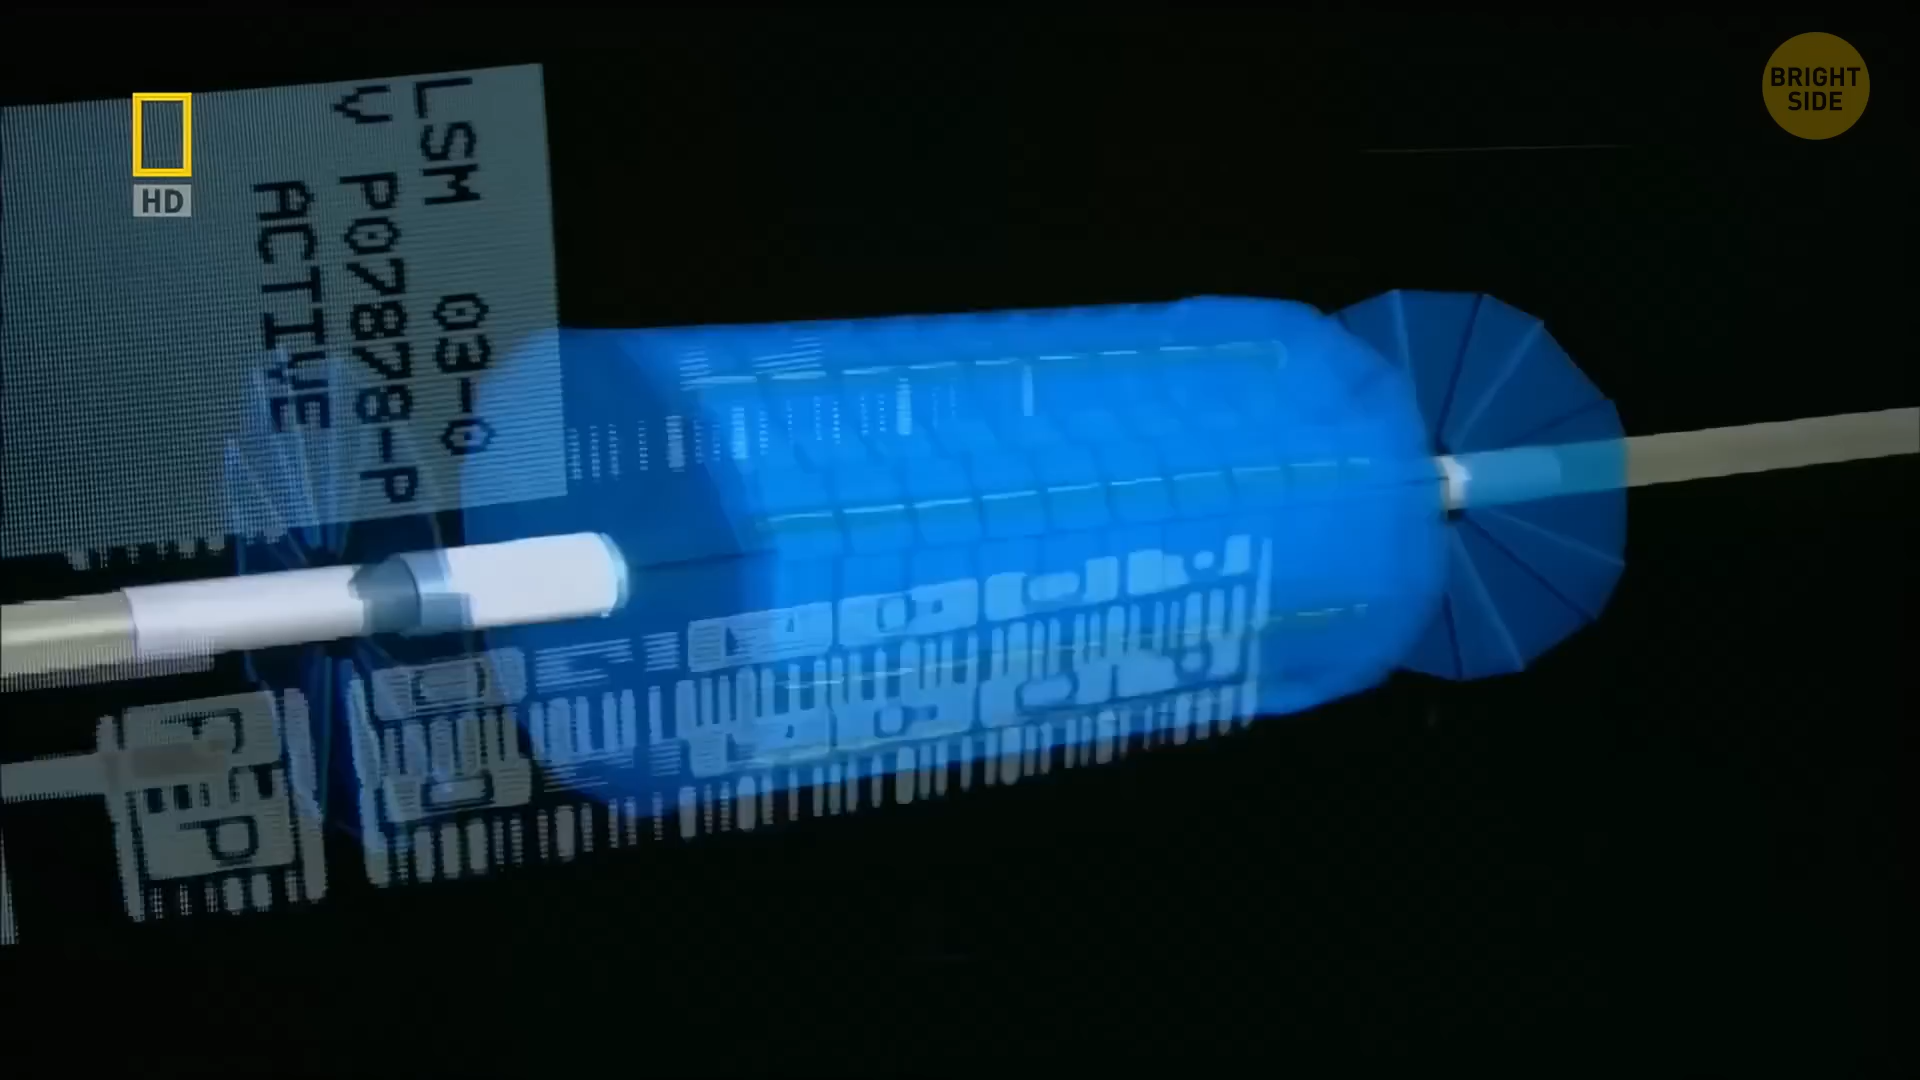 HD
BRIGHT
SIDE
LSM 03-0
V P07878-P
ACTIVE